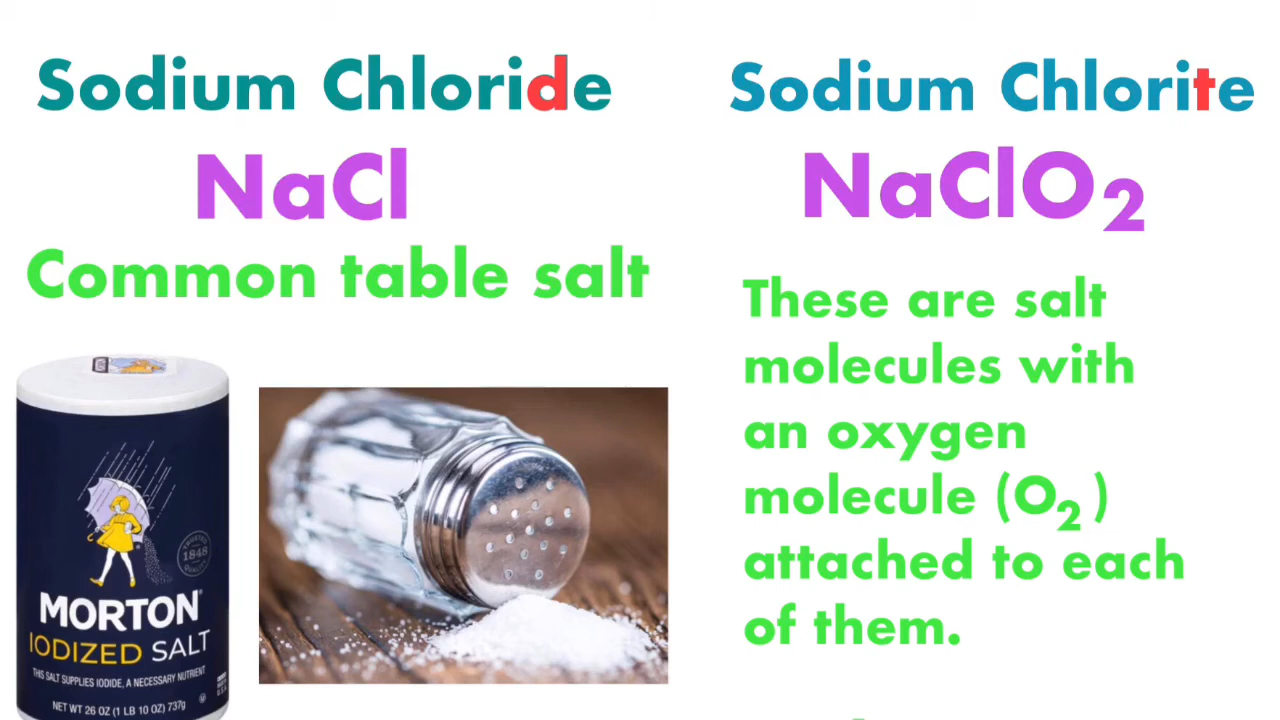 Sodium Chloride
NaCl
Common table salt
MORTON
IODIZED SALT
THIS SALT SUPPLIES IODIDE, A NECESSARY NUTRIENT
NET WT 26 OZ (1 LB 10 OZ) 737g
1848
Sodium Chlorite
NaClO₂
These are salt
molecules with
an oxygen
molecule (O₂ )
attached to each
of them.